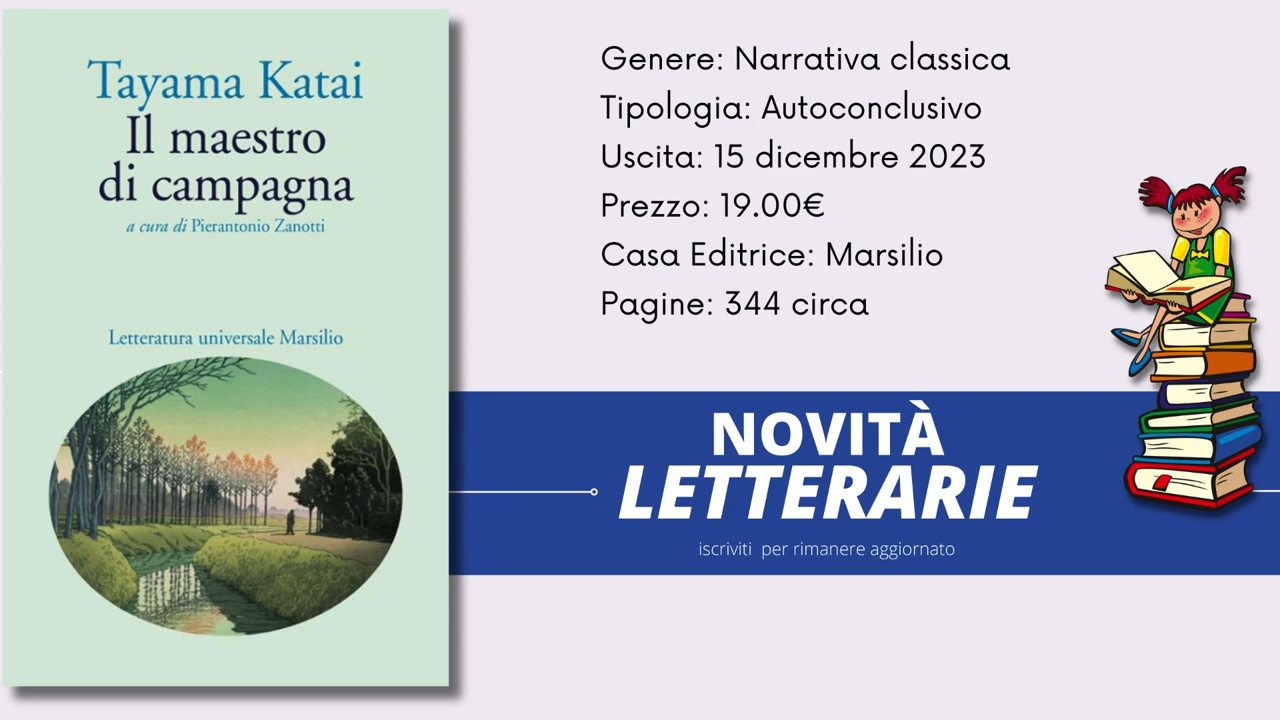 Tayama Katai
Il maestro
di campagna
a cura di Pierantonio Zanotti
Letteratura universale Marsilio
Genere: Narrativa classica
Tipologia: Autoconclusivo
Uscita: 15 dicembre 2023
Prezzo: 19.00€
Casa Editrice: Marsilio
Pagine: 344 circa
NOVITÀ
LETTERARIE
iscriviti per rimanere aggiornato